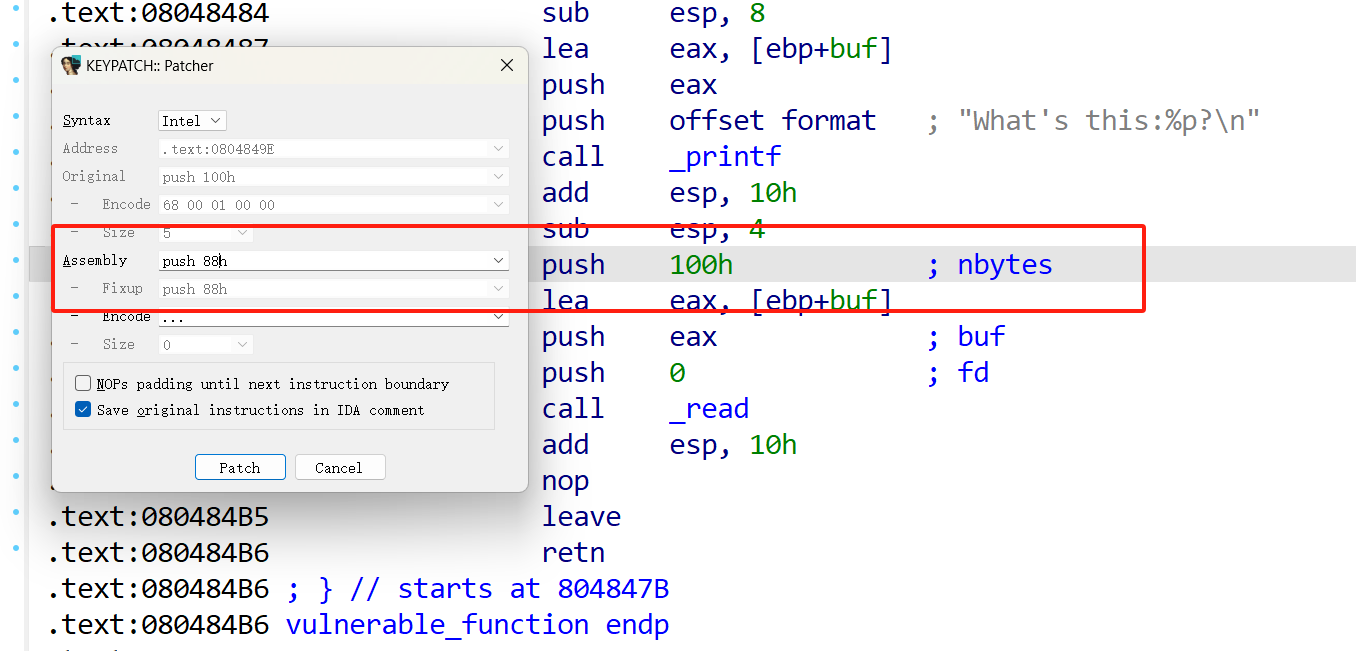 .text:08048484 sub esp, 8
.text:08048487 lea eax, [ebp+buf]
KEYPATCH:: Patcher
push eax
Syntax Intel
push offset format ; "What's this:%p?\n"
Address .text:0804849E
call _printf
Original push 100h
add esp, 10h
- Encode 68 00 01 00 00
- Size 5
sub esp, 4
Assembly push 88h
push 100h ; nbytes
- Fixup push 88h
lea eax, [ebp+buf]
- Encode ...
push eax ; buf
- Size 0
push 0 ; fd
NOPs padding until next instruction boundary
call _read
Save original instructions in IDA comment
add esp, 10h
Patch Cancel
nop
.text:080484B5 leave
.text:080484B6 retn
.text:080484B6 ; } // starts at 804847B
.text:080484B6 vulnerable_function endp